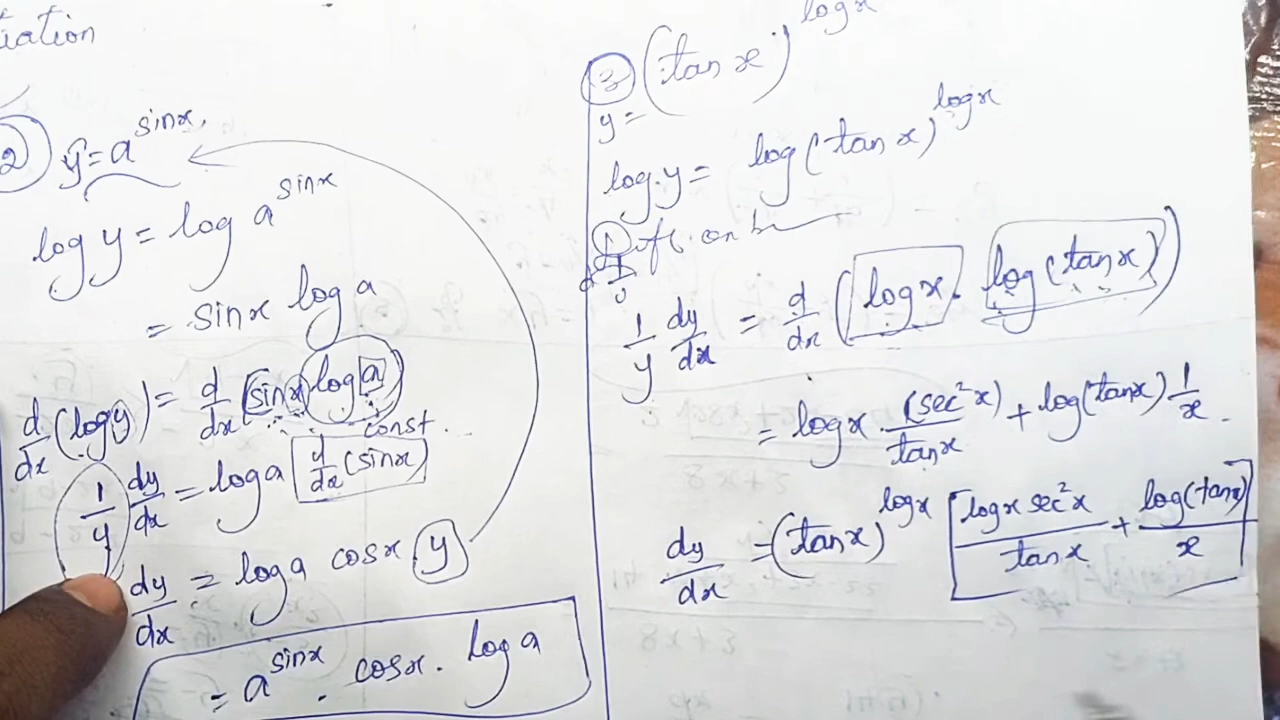 tiation
② y = a^sinx.
log y = log a^sinx
= sinx log a
d/dx (log y) = d/dx (sinx log a)
const.
1/y dy/dx = log a [d/dx (sinx)]
dy/dx = log a cosx y
= a^sinx . cosx . log a
③ (tan x)^logx
y =
log y = log (tan x)^logx
Diff. on
1/y dy/dx = d/dx (log x . log (tan x))
= log x . (sec²x)/tan x + log (tan x) 1/x .
dy/dx = (tan x)^logx [log x sec²x/tan x + log (tan x)/x]